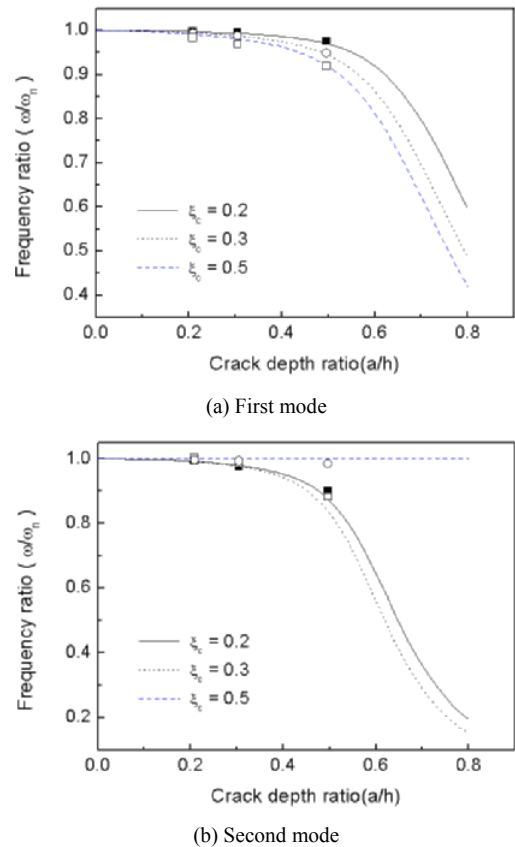 Frequency ratio ( ω/ωn )
1.0
0.9
0.8
0.7
0.6
0.5
0.4
ξc = 0.2
ξc = 0.3
ξc = 0.5
0.0
0.2
0.4
0.6
0.8
Crack depth ratio(a/h)
(a) First mode
Frequency ratio ( ω/ωn )
1.0
0.8
0.6
0.4
0.2
ξc = 0.2
ξc = 0.3
ξc = 0.5
0.0
0.2
0.4
0.6
0.8
Crack depth ratio(a/h)
(b) Second mode